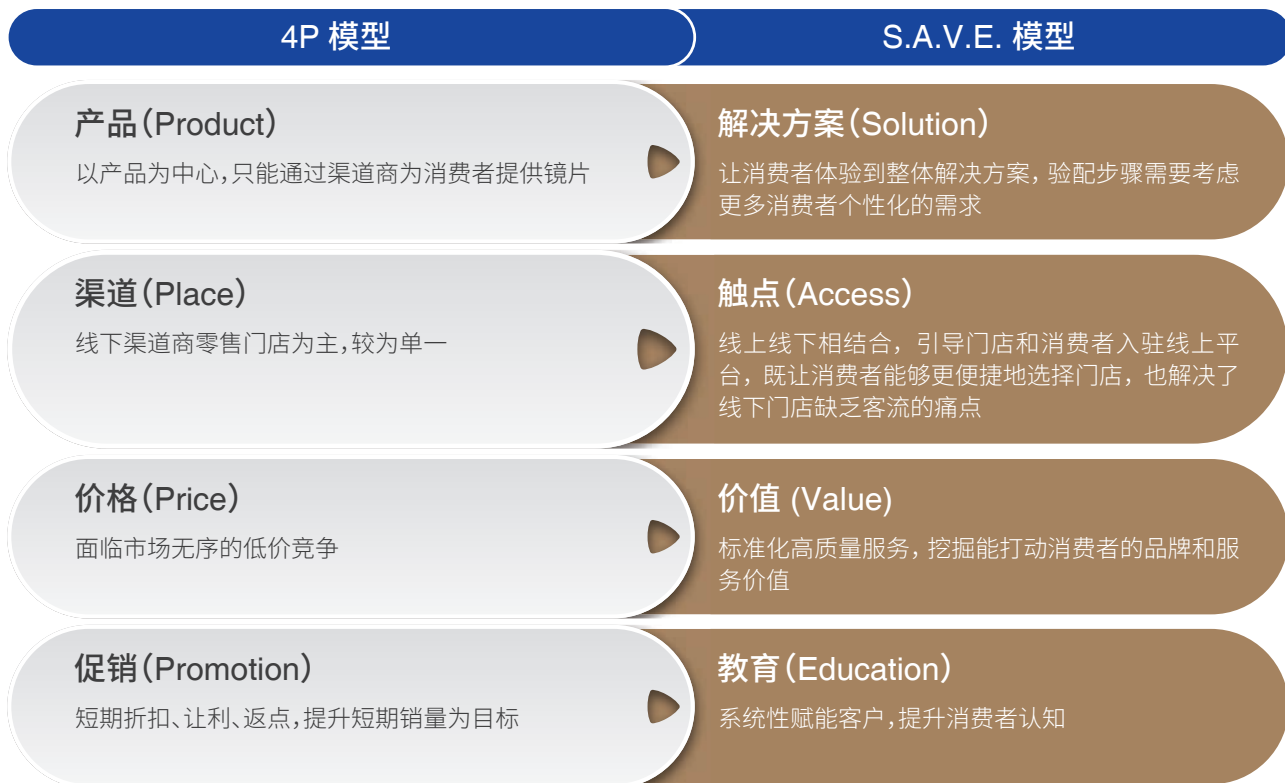 4P 模型
S.A.V.E. 模型
产品(Product)
以产品为中心,只能通过渠道商为消费者提供镜片
解决方案(Solution)
让消费者体验到整体解决方案,验配步骤需要考虑
更多消费者个性化的需求
渠道(Place)
线下渠道商零售门店为主,较为单一
触点(Access)
线上线下相结合,引导门店和消费者入驻线上平
台,既让消费者能够更便捷地选择门店,也解决了
线下门店缺乏客流的痛点
价格(Price)
面临市场无序的低价竞争
价值 (Value)
标准化高质量服务,挖掘能打动消费者的品牌和服
务价值
促销(Promotion)
短期折扣、让利、返点,提升短期销量为目标
教育(Education)
系统性赋能客户,提升消费者认知